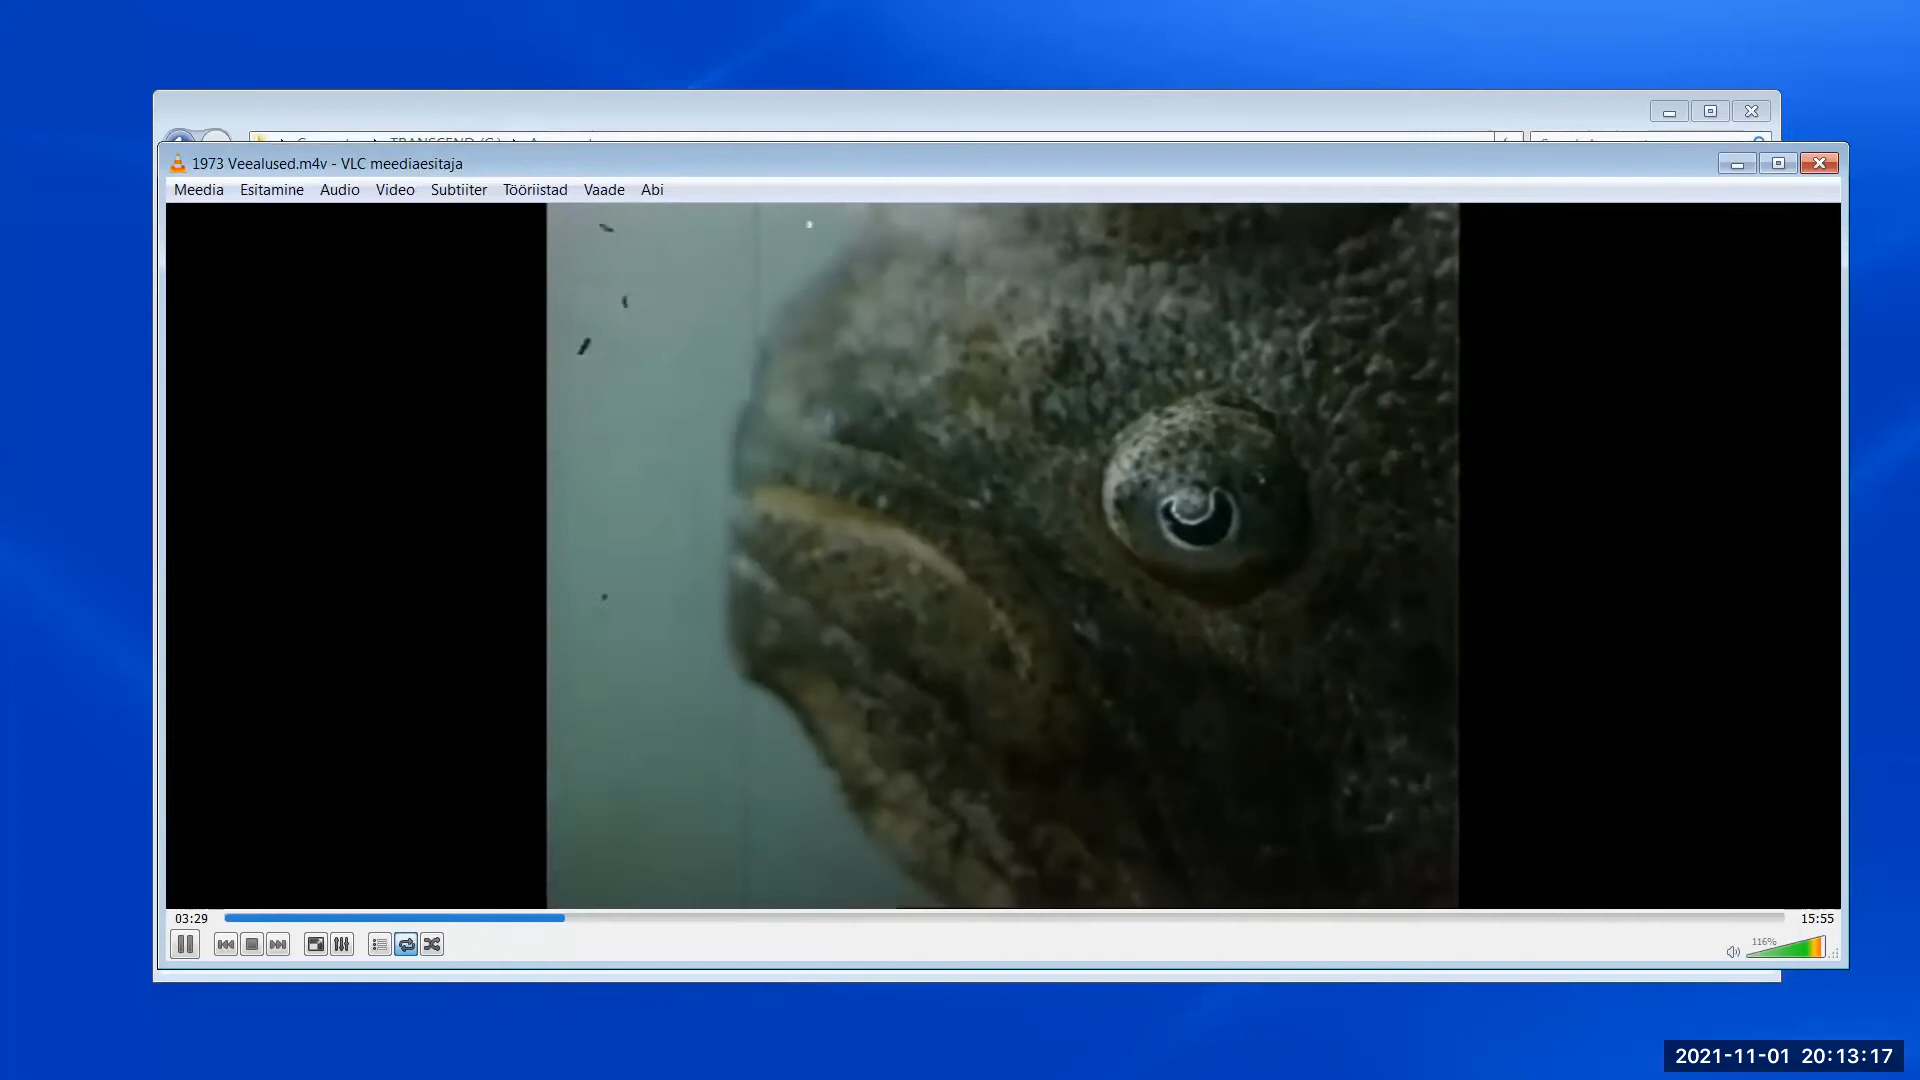 1973 Veealused.m4v - VLC meediaesitaja
Meedia Esitamine Audio Video Subtiiter Tööriistad Vaade Abi
03:29
15:55
116%
2021-11-01 20:13:17